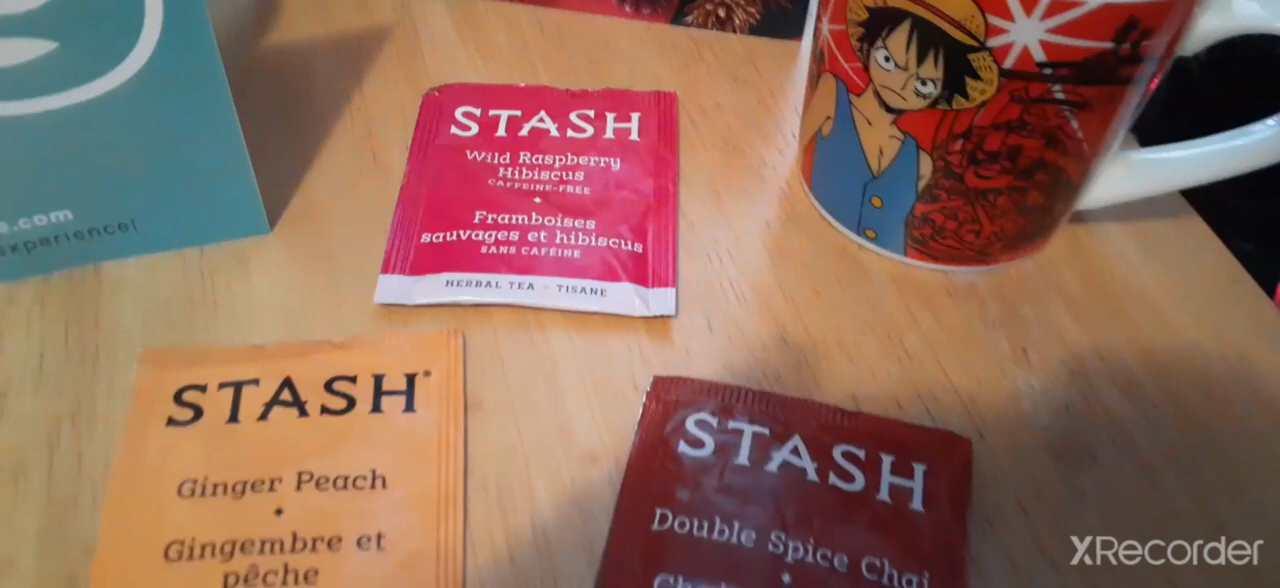 e.com
experience!
STASH
Wild Raspberry
Hibiscus
CAFFEINE-FREE
Framboises
sauvages et hibiscus
SANS CAFÉINE
HERBAL TEA - TISANE
STASH®
Ginger Peach
Gingembre et
pêche
STASH
Double Spice Chai
XRecorder